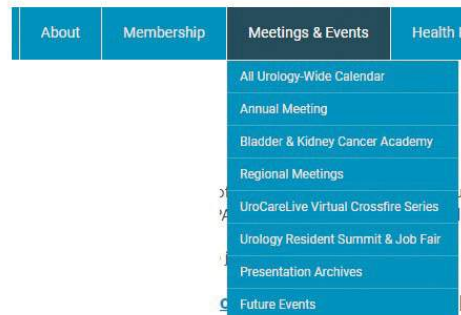 About Membership Meetings & Events Health
All Urology-Wide Calendar
Annual Meeting
Bladder & Kidney Cancer Academy
Regional Meetings
UroCareLive Virtual Crossfire Series
Urology Resident Summit & Job Fair
Presentation Archives
Future Events